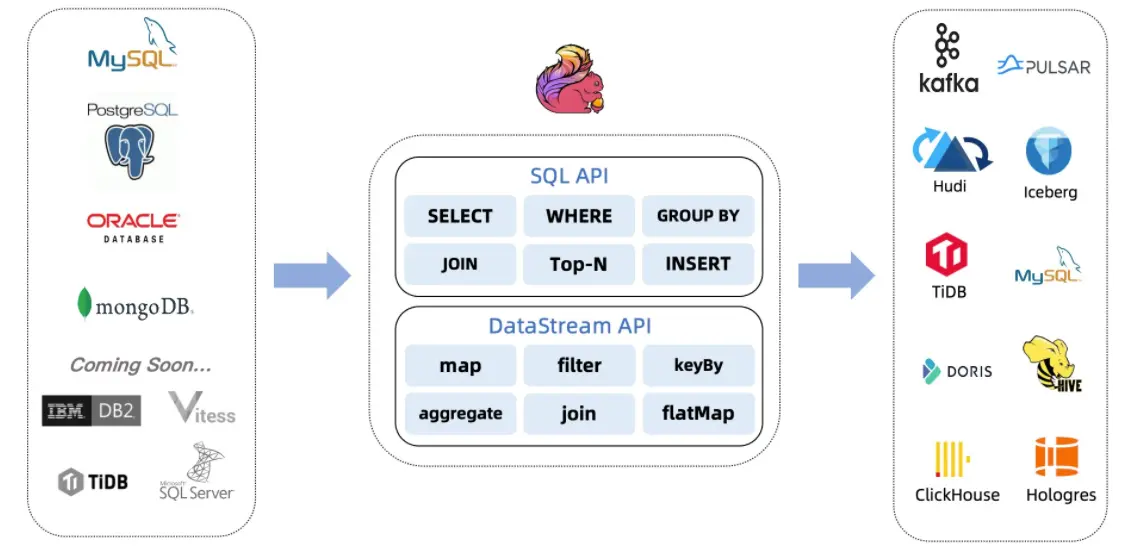 MySQL
PostgreSQL
ORACLE
DATABASE
mongoDB
Coming Soon...
IBM DB2
Vitess
TiDB
Microsoft
SQL Server
SQL API
SELECT WHERE GROUP BY
JOIN Top-N INSERT
DataStream API
map filter keyBy
aggregate join flatMap
kafka PULSAR
Hudi Iceberg
TiDB MySQL
DORIS HIVE
ClickHouse Hologres